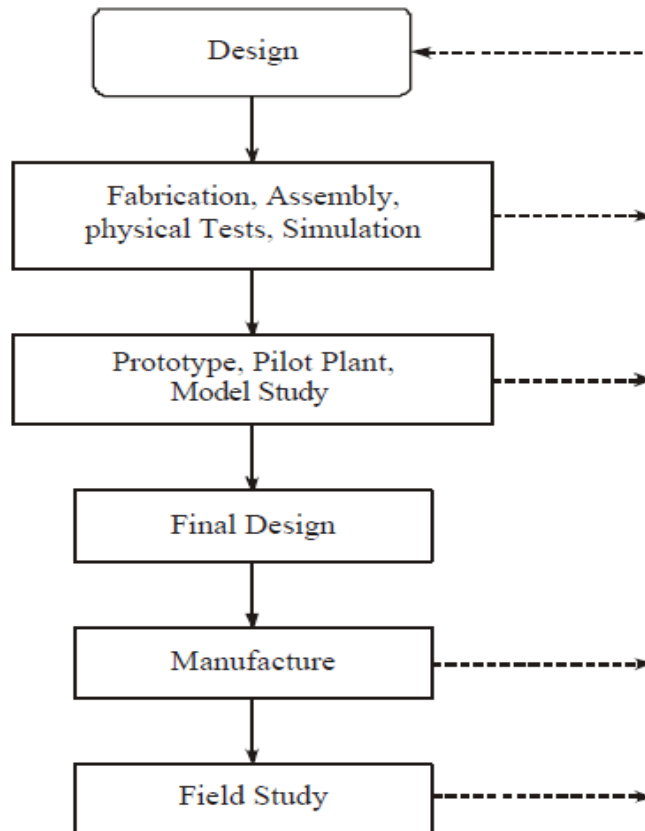 Design
Fabrication, Assembly,
physical Tests, Simulation
Prototype, Pilot Plant,
Model Study
Final Design
Manufacture
Field Study